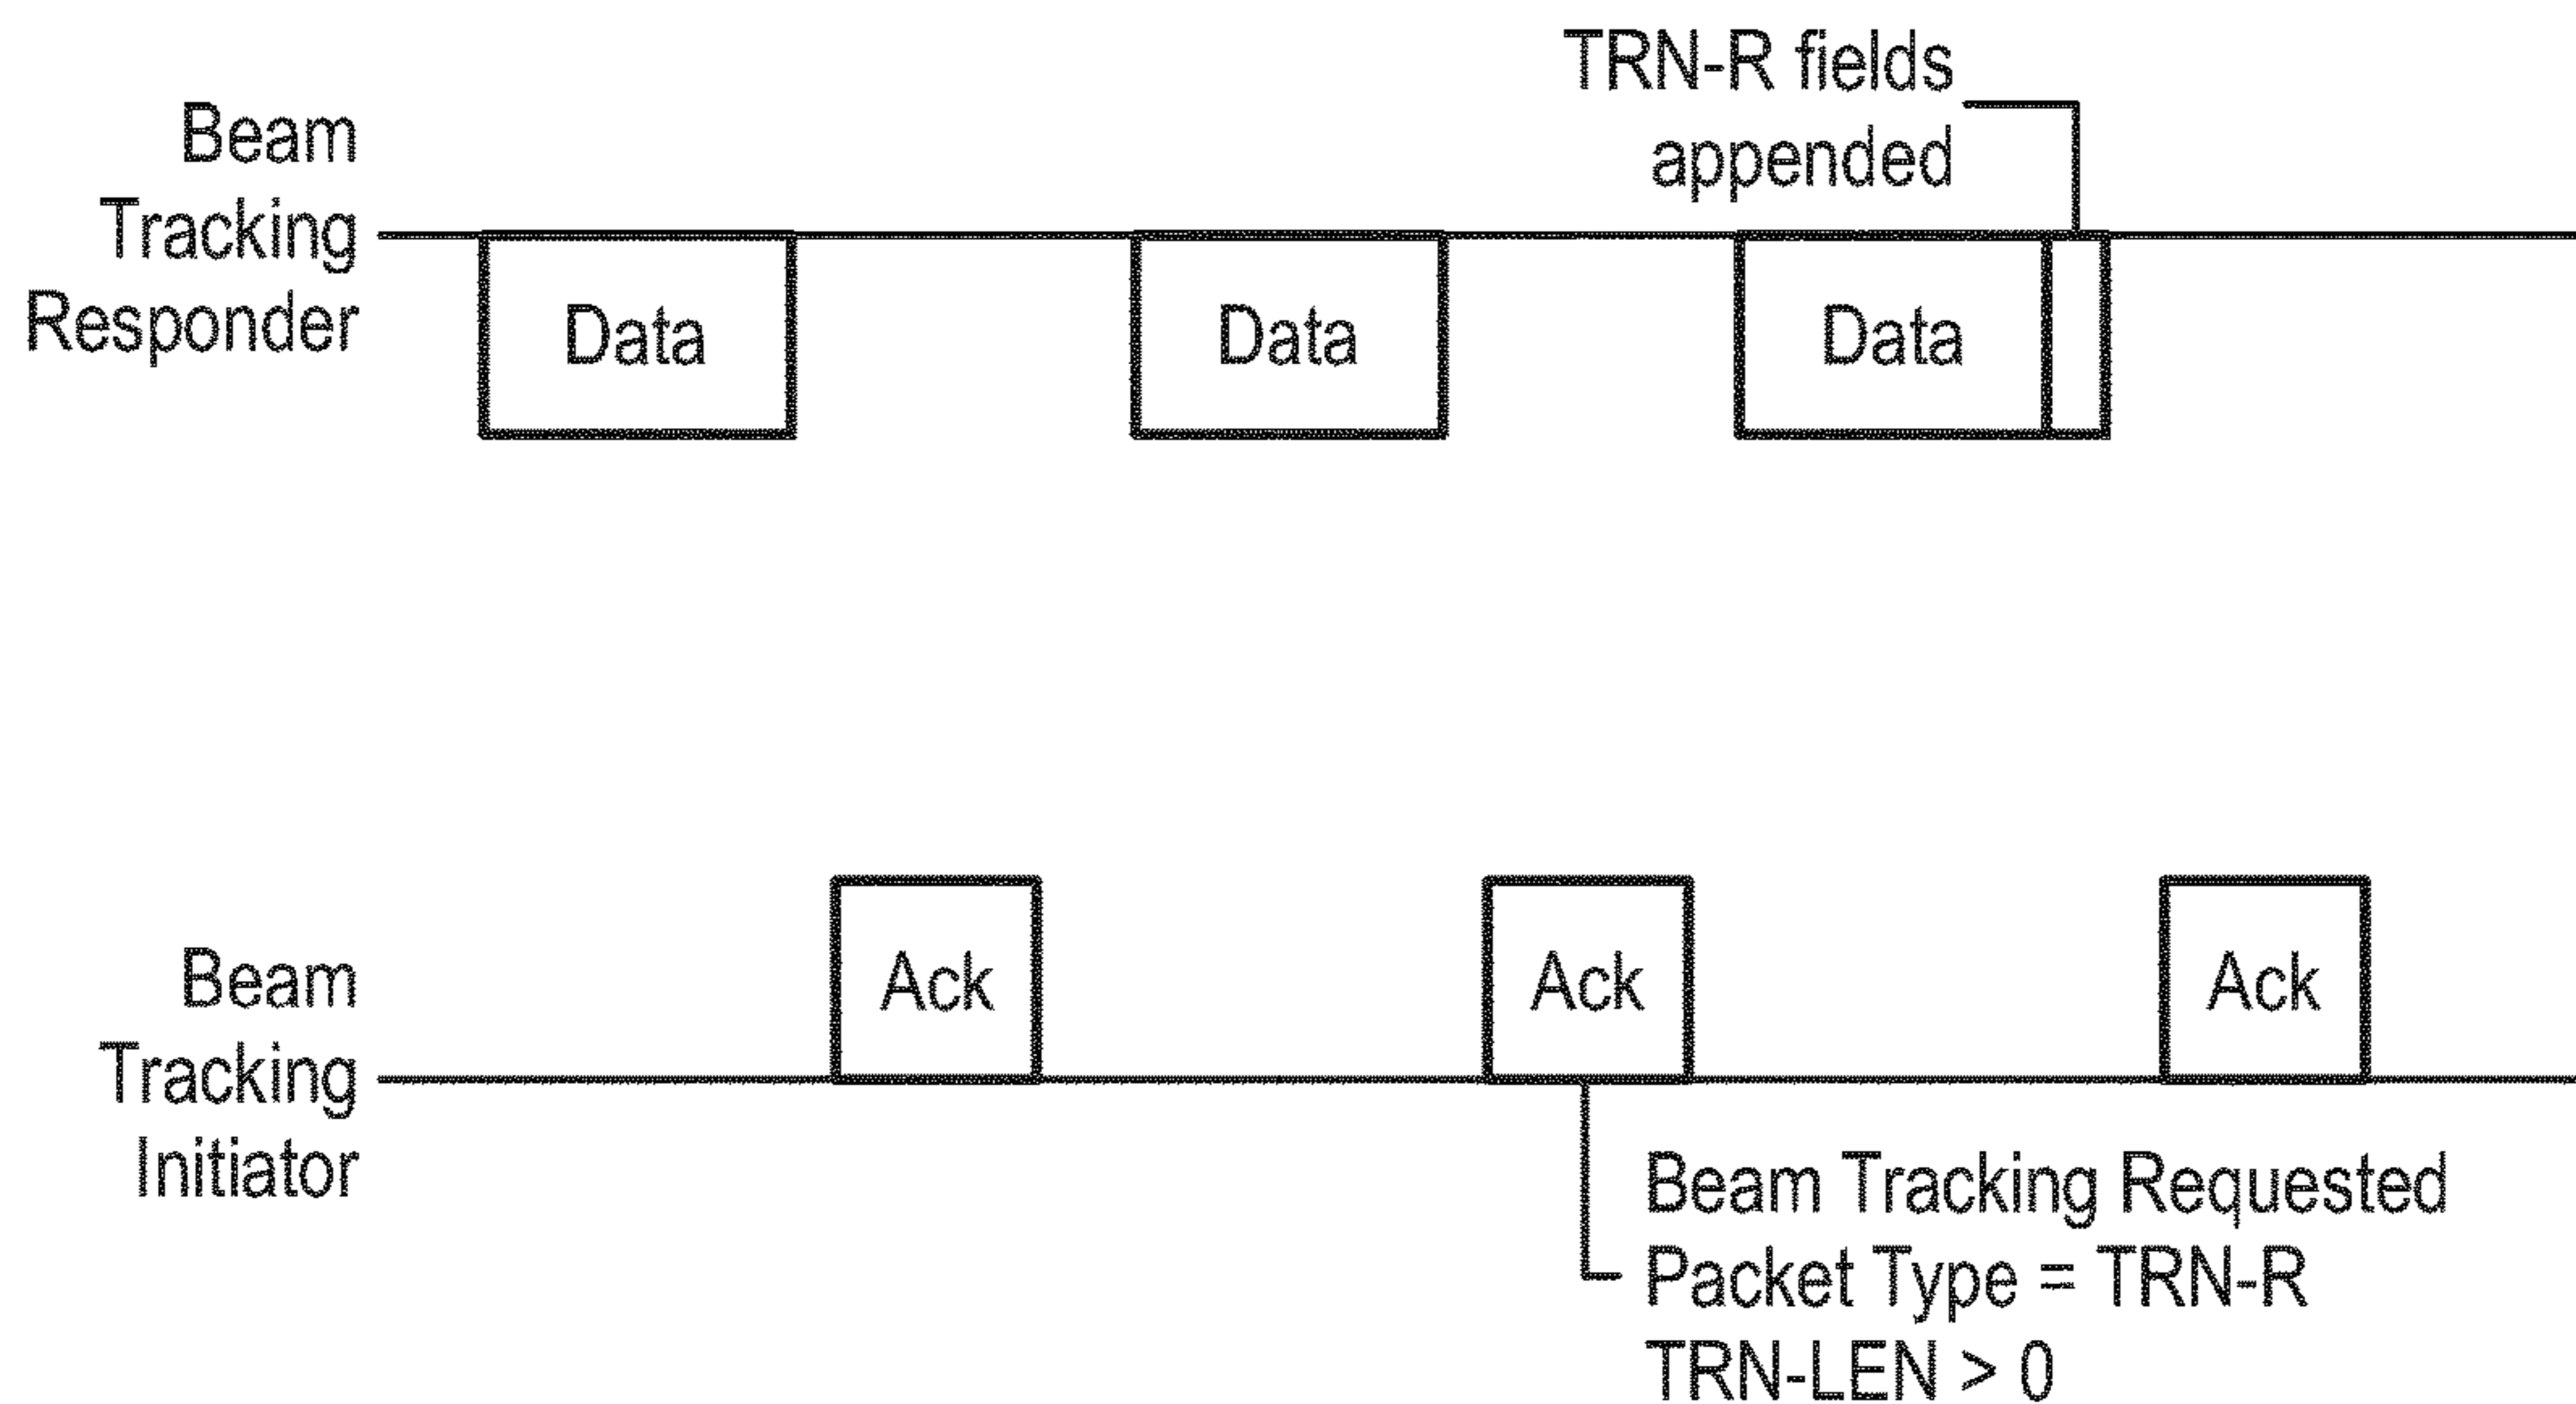 TRN-R fields
appended
Beam
Tracking
Responder
Data
Data
Data
Ack
Ack
Ack
Beam
Tracking
Initiator
Beam Tracking Requested
Packet Type = TRN-R
TRN-LEN > 0